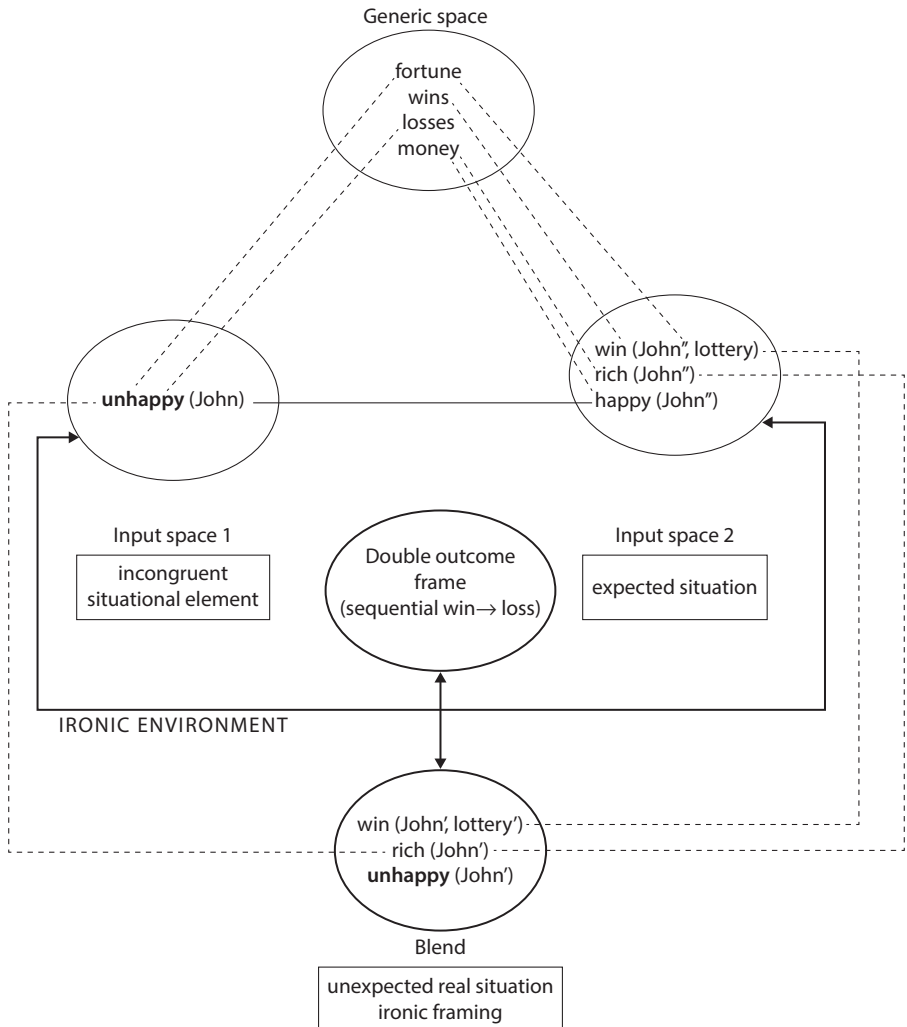 Generic space
fortune
wins
losses
money
win (John″, lottery)
rich (John″)
happy (John″)
unhappy (John)
Input space 1
incongruent
situational element
Double outcome
frame
(sequential win→ loss)
Input space 2
expected situation
IRONIC ENVIRONMENT
win (John′, lottery′)
rich (John′)
unhappy (John′)
Blend
unexpected real situation
ironic framing